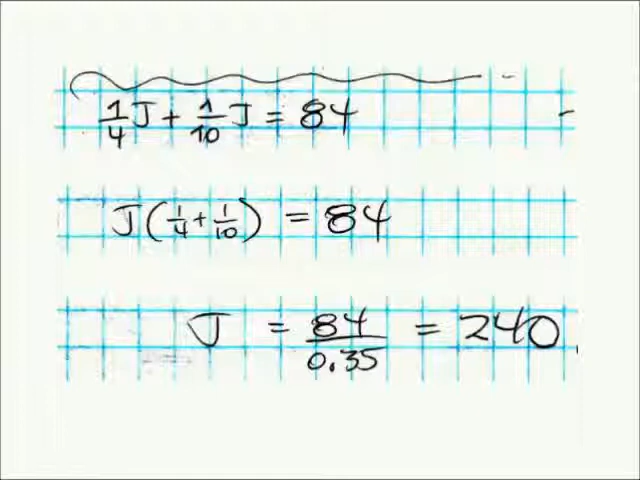 1/4 J + 1/10 J = 84
J (1/4 + 1/10) = 84
J = 84/0.35 = 240